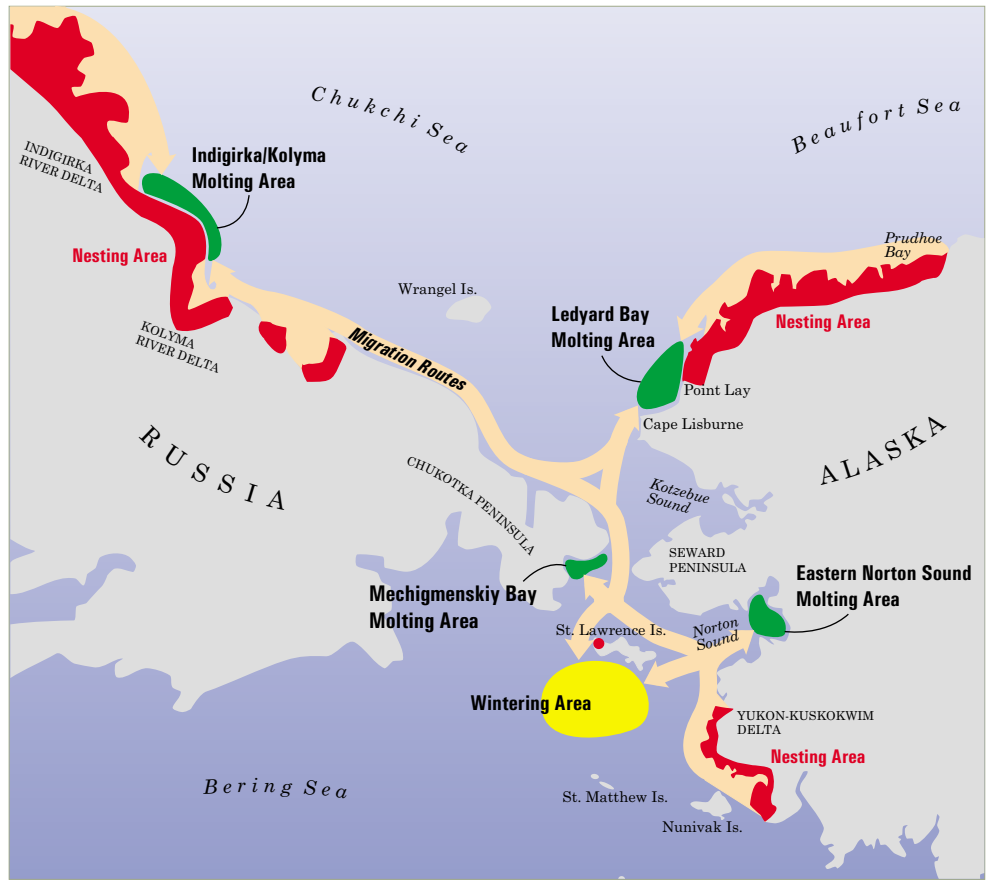 Chukchi Sea
Beaufort Sea
INDIGIRKA
RIVER DELTA
Indigirka/Kolyma
Molting Area
Nesting Area
Prudhoe
Bay
Wrangel Is.
Ledyard Bay
Molting Area
Nesting Area
KOLYMA
RIVER DELTA
Migration Routes
Point Lay
Cape Lisburne
RUSSIA
ALASKA
CHUKOTKA PENINSULA
Kotzebue
Sound
SEWARD
PENINSULA
Mechigmenskiy Bay
Molting Area
Eastern Norton Sound
Molting Area
St. Lawrence Is.
Norton
Sound
Wintering Area
YUKON-KUSKOKWIM
DELTA
Nesting Area
Bering Sea
St. Matthew Is.
Nunivak Is.